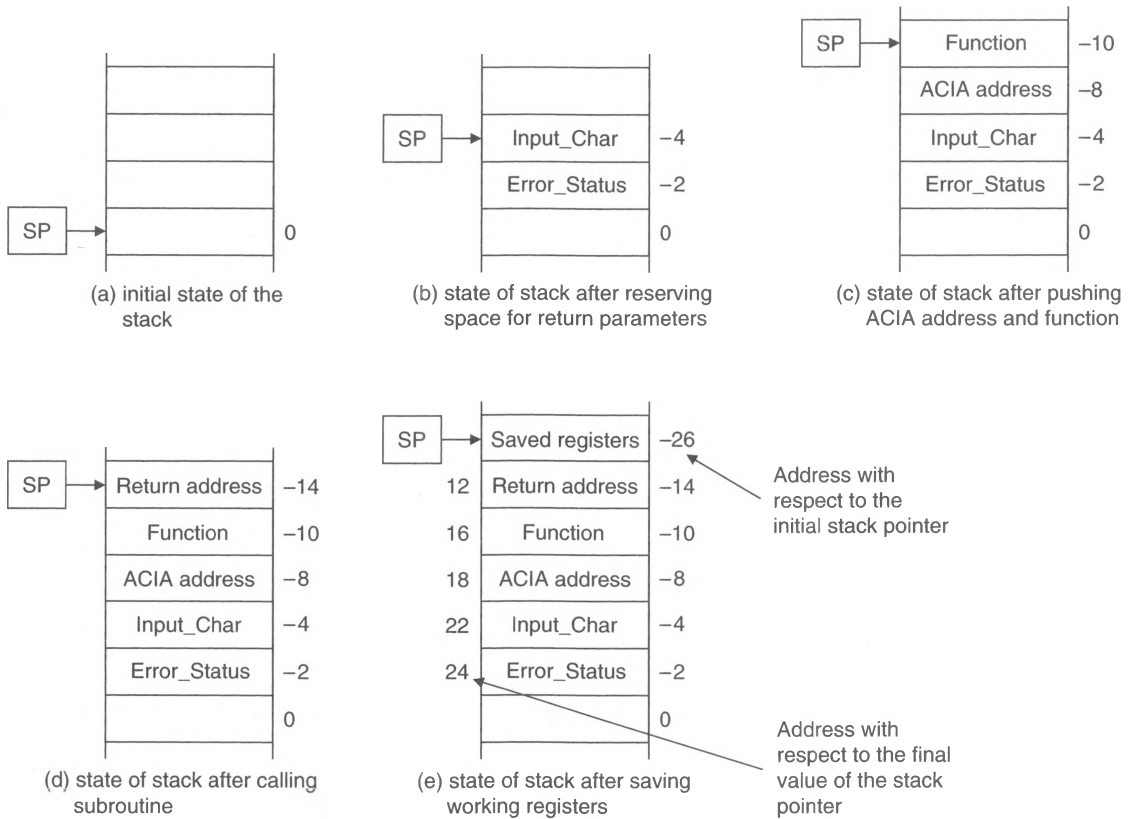 SP
0
(a) initial state of the
stack
SP
Input_Char
–4
Error_Status
–2
0
(b) state of stack after reserving
space for return parameters
SP
Function
–10
ACIA address
–8
Input_Char
–4
Error_Status
–2
0
(c) state of stack after pushing
ACIA address and function
SP
Return address
–14
Function
–10
ACIA address
–8
Input_Char
–4
Error_Status
–2
0
(d) state of stack after calling
subroutine
SP
Saved registers
–26
12
Return address
–14
16
Function
–10
18
ACIA address
–8
22
Input_Char
–4
24
Error_Status
–2
0
(e) state of stack after saving
working registers
Address with
respect to the
initial stack pointer
Address with
respect to the final
value of the stack
pointer